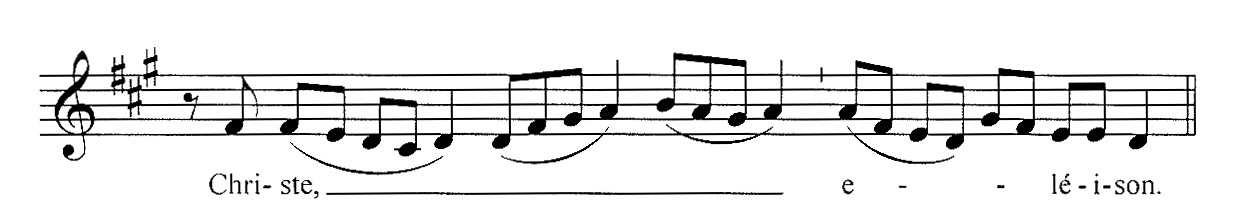 Chri- ste, e - - lé - i - son.